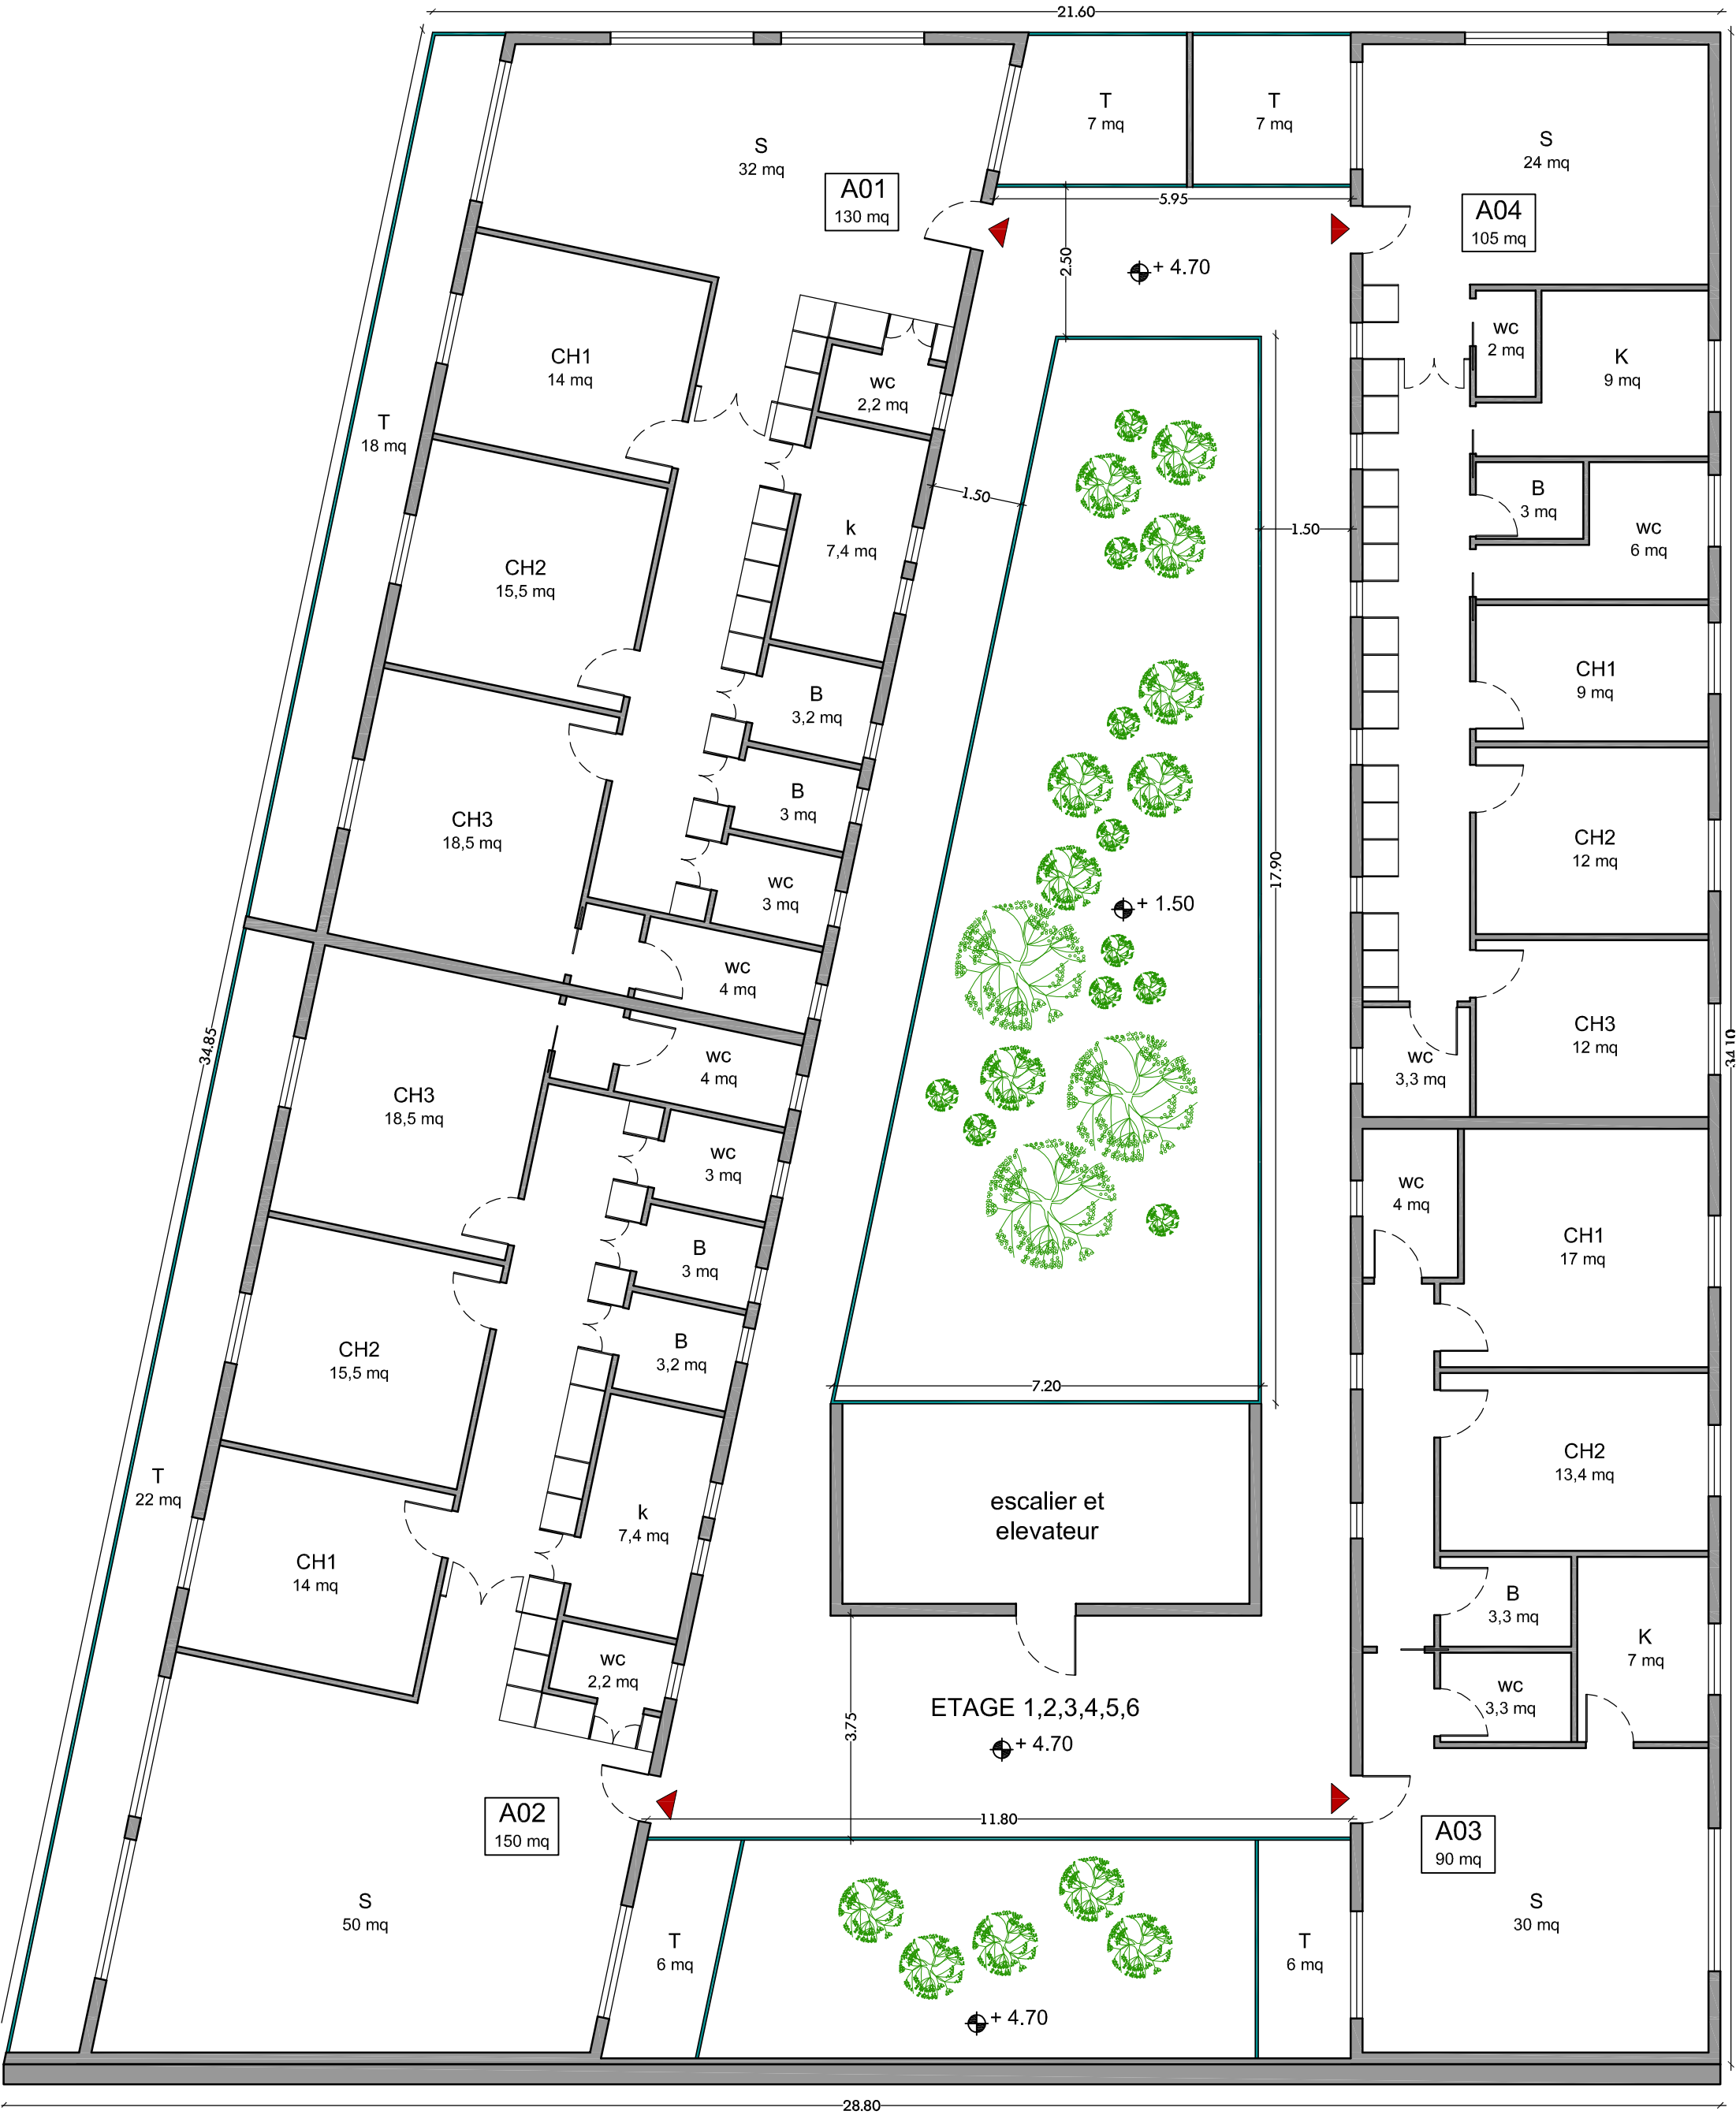 21.60
T
7 mq
T
7 mq
S
32 mq
A01
130 mq
S
24 mq
A04
105 mq
5.95
2.50
+ 4.70
CH1
14 mq
wc
2,2 mq
wc
2 mq
K
9 mq
T
18 mq
1.50
1.50
k
7,4 mq
CH2
15,5 mq
B
3 mq
wc
6 mq
B
3,2 mq
CH1
9 mq
B
3 mq
CH3
18,5 mq
CH2
12 mq
17.90
wc
3 mq
+ 1.50
wc
4 mq
34.85
wc
4 mq
CH3
12 mq
wc
3,3 mq
34.10
CH3
18,5 mq
wc
3 mq
wc
4 mq
B
3 mq
CH1
17 mq
CH2
15,5 mq
B
3,2 mq
7.20
CH2
13,4 mq
T
22 mq
k
7,4 mq
escalier et
elevateur
CH1
14 mq
B
3,3 mq
K
7 mq
wc
2,2 mq
wc
3,3 mq
ETAGE 1,2,3,4,5,6
+ 4.70
3.75
A02
150 mq
11.80
A03
90 mq
S
50 mq
T
6 mq
T
6 mq
S
30 mq
+ 4.70
28.80